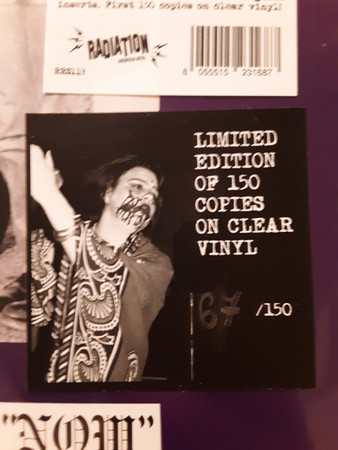 inserts. First 150 copies on clear vinyl!
RADIATION
RRS119
8 055515 231687
LIMITED
EDITION
OF 150
COPIES
ON CLEAR
VINYL
67 /150
"NOW"